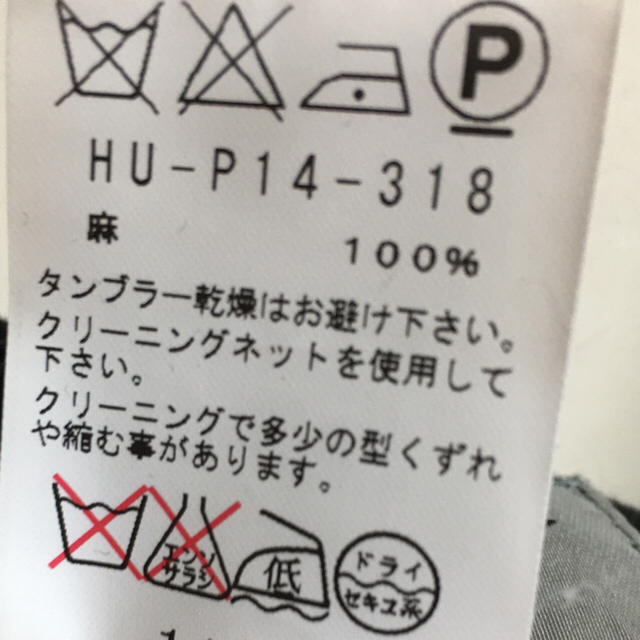 P
HU-P14-318
麻 100%
タンブラー乾燥はお避け下さい。
クリーニングネットを使用して
下さい。
クリーニングで多少の型くずれ
や縮む事があります。
エンソ
サラシ
低
ドライ
セキユ系